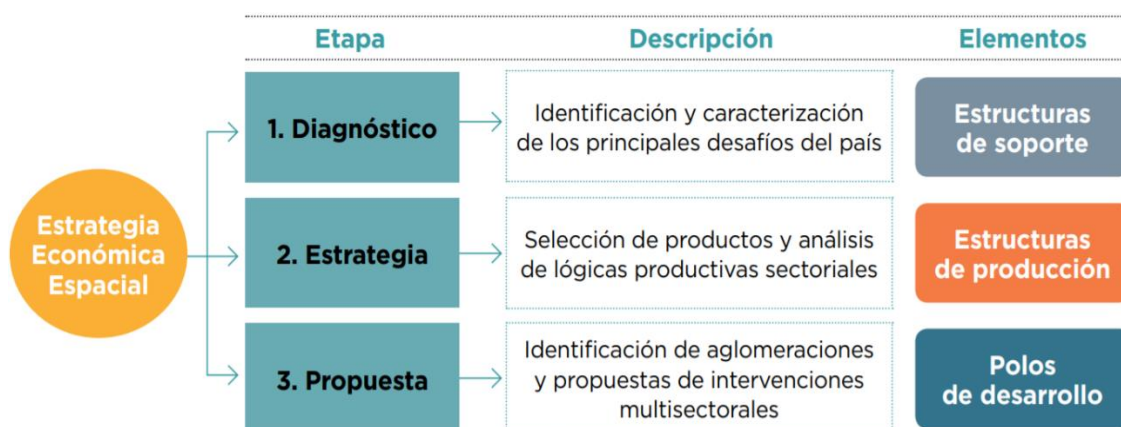 Etapa
Descripción
Elementos
Estrategia
Económica
Espacial
1. Diagnóstico
Identificación y caracterización
de los principales desafíos del país
Estructuras
de soporte
2. Estrategia
Selección de productos y análisis
de lógicas productivas sectoriales
Estructuras
de producción
3. Propuesta
Identificación de aglomeraciones
y propuestas de intervenciones
multisectorales
Polos
de desarrollo